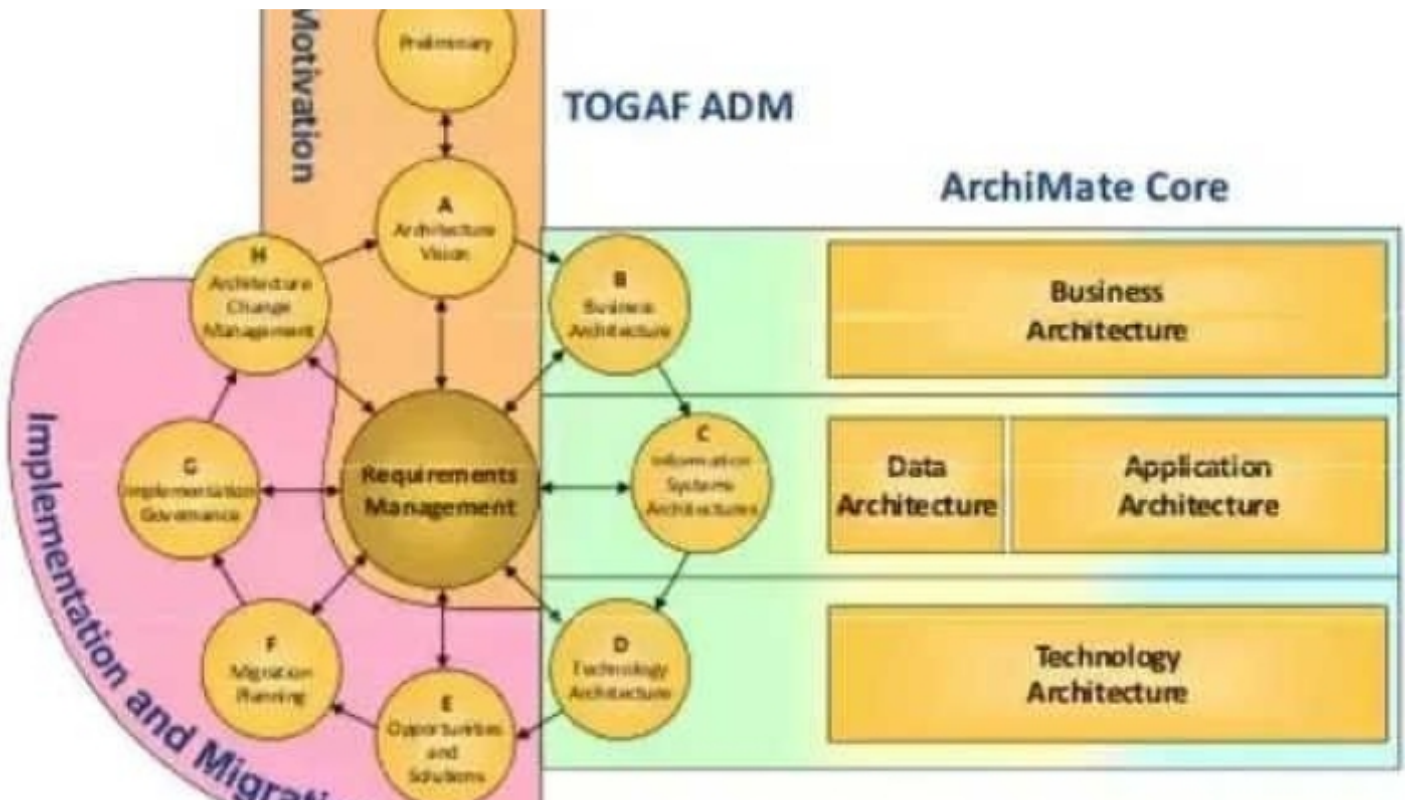 Motivation
Preliminary
TOGAF ADM
ArchiMate Core
A
Architecture
Vision
H
Architecture
Change
Management
B
Business
Architecture
Business
Architecture
C
Information
Systems
Architectures
Data
Architecture
Application
Architecture
Requirements
Management
G
Implementation
Governance
Implementation and Migrati
F
Migration
Planning
D
Technology
Architecture
Technology
Architecture
E
Opportunities
and
Solutions